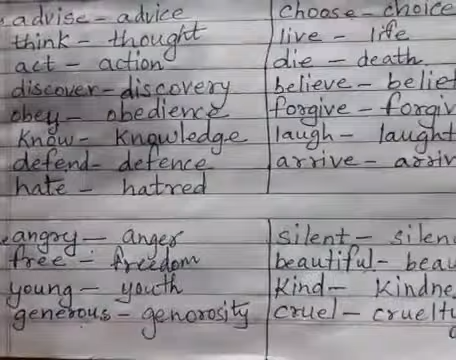 advise - advice
think - thought
act - action
discover - discovery
obey - obedience
know - knowledge
defend - defence
hate - hatred
choose - choice
live - life
die - death
believe - belief
forgive - forgiv
laugh - laught
arrive - arriv
angry - anger
free - freedom
young - youth
generous - genorosity
silent - silenc
beautiful - beau
Kind - Kindne
cruel - cruelty